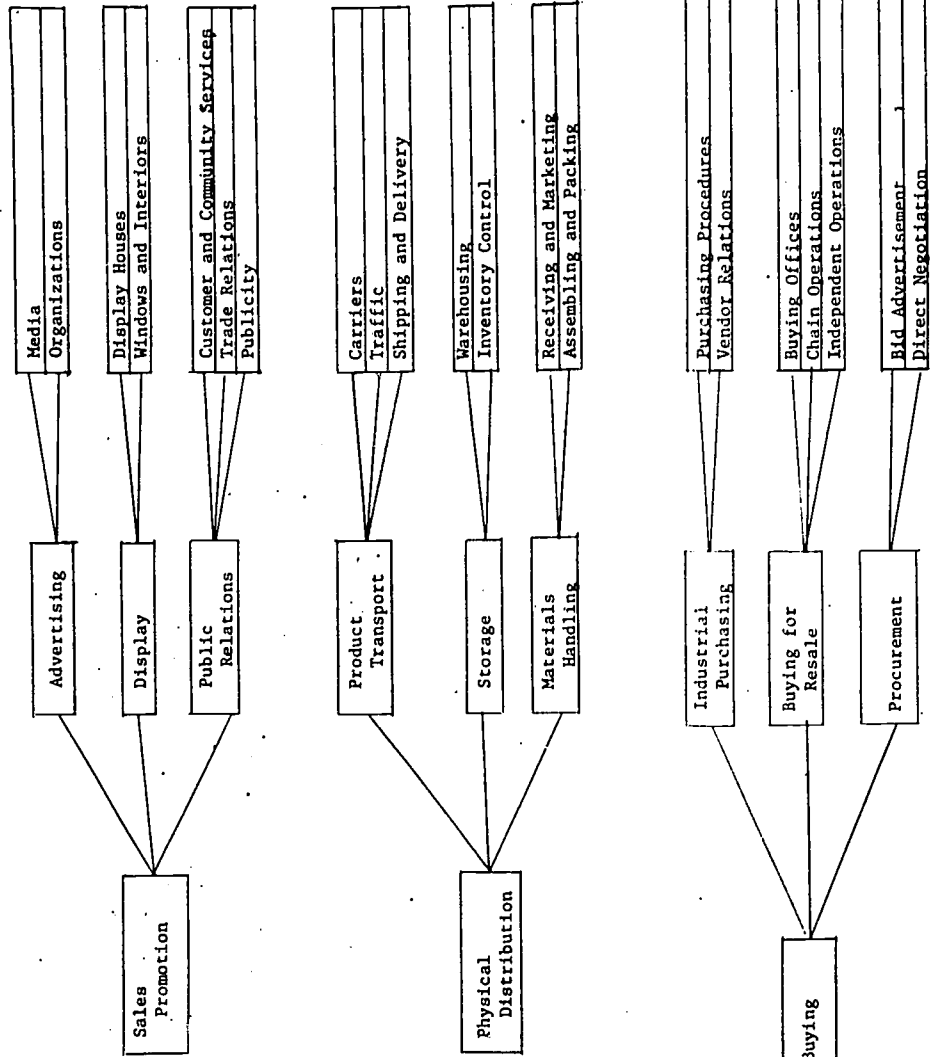 Sales
Promotion
Advertising
Media
Organizations
Display
Display Houses
Windows and Interiors
Public
Relations
Customer and Community Services
Trade Relations
Publicity
Physical
Distribution
Product
Transport
Carriers
Traffic
Shipping and Delivery
Storage
Warehousing
Inventory Control
Materials
Handling
Receiving and Marketing
Assembling and Packing
Buying
Industrial
Purchasing
Purchasing Procedures
Vendor Relations
Buying for
Resale
Buying Offices
Chain Operations
Independent Operations
Procurement
Bid Advertisement
Direct Negotiation